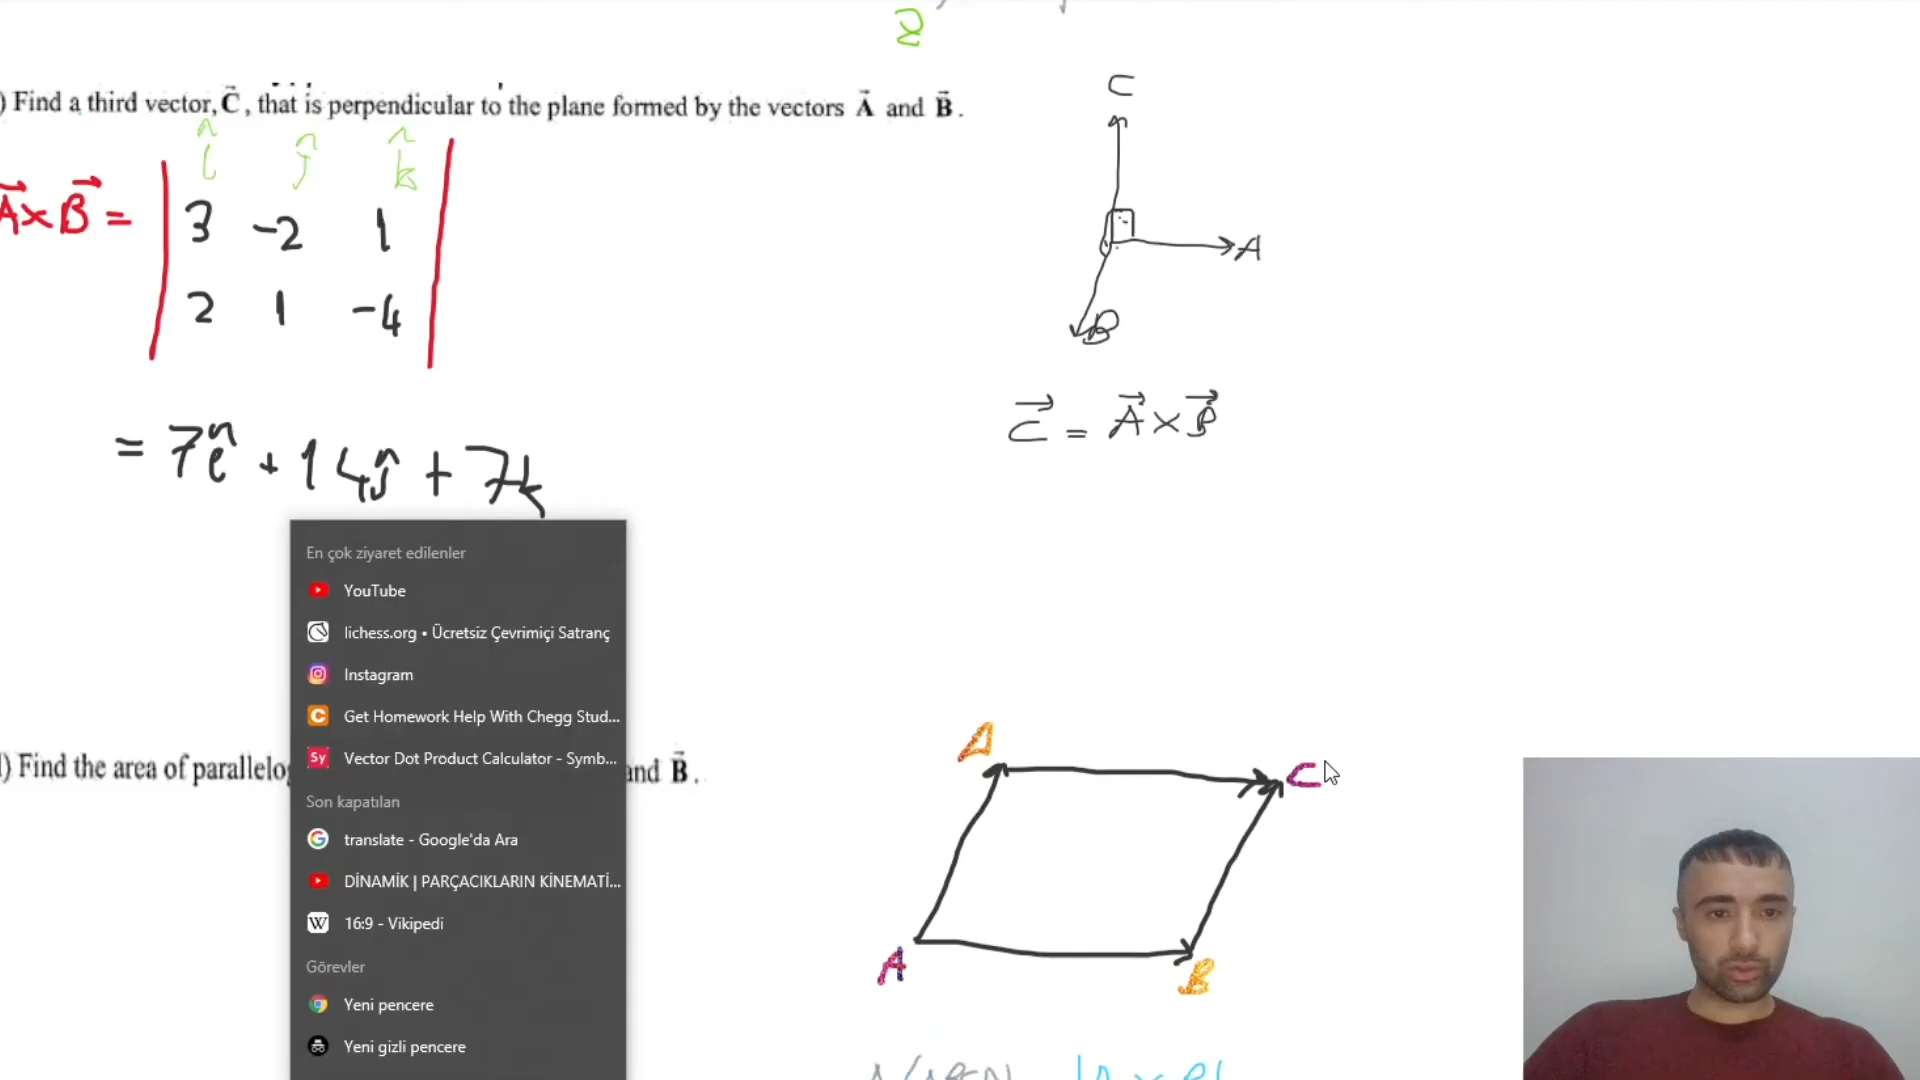 ) Find a third vector, C⃗, that is perpendicular to the plane formed by the vectors A⃗ and B⃗.
î ĵ k̂
A⃗xB⃗ =
3 -2 1
2 1 -4
= 7î + 14ĵ + 7k
C
A
B
C⃗ = A⃗ x B⃗
En çok ziyaret edilenler
YouTube
lichess.org • Ücretsiz Çevrimiçi Satranç
Instagram
Get Homework Help With Chegg Stud...
Vector Dot Product Calculator - Symb...
Son kapatılan
translate - Google'da Ara
DİNAMİK | PARÇACIKLARIN KİNEMATİ...
16:9 - Vikipedi
Görevler
Yeni pencere
Yeni gizli pencere
) Find the area of parallelo and B⃗.
C
A
B